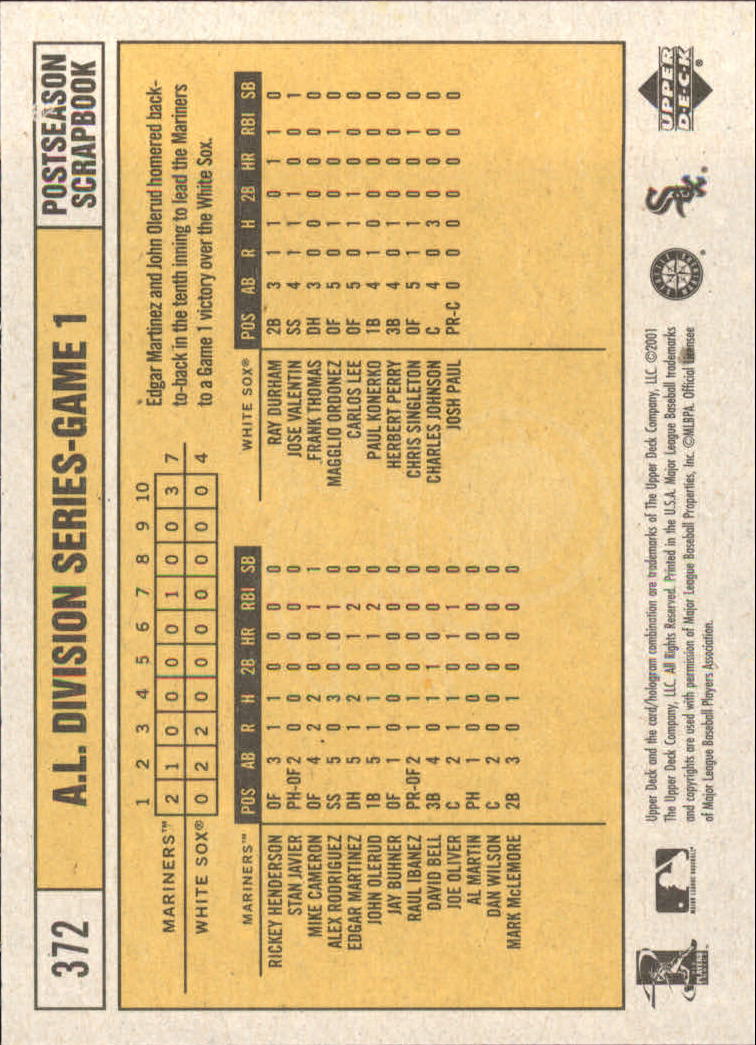 372
A.L. DIVISION SERIES-GAME 1
POSTSEASON
SCRAPBOOK
1 2 3 4 5 6 7 8 9 10
MARINERS™ 2 1 0 0 0 0 1 0 0 3 7
WHITE SOX® 0 2 2 0 0 0 0 0 0 0 4
Edgar Martinez and John Olerud homered back-
to-back in the tenth inning to lead the Mariners
to a Game 1 victory over the White Sox.
MARINERS™ POS AB R H 2B HR RBI SB
RICKEY HENDERSON OF 3 1 1 0 0 0 0
STAN JAVIER PH-OF 2 0 0 0 0 0 0
MIKE CAMERON OF 4 2 2 0 0 1 1
ALEX RODRIGUEZ SS 5 0 3 0 0 1 0
EDGAR MARTINEZ DH 5 1 2 0 1 2 0
JOHN OLERUD 1B 5 1 1 0 1 2 0
JAY BUHNER OF 1 0 0 0 0 0 0
RAUL IBANEZ PR-OF 2 1 1 0 0 0 0
DAVID BELL 3B 4 0 1 1 0 0 0
JOE OLIVER C 2 1 1 0 1 1 0
AL MARTIN PH 1 0 0 0 0 0 0
DAN WILSON C 2 0 0 0 0 0 0
MARK McLEMORE 2B 3 0 1 0 0 0 0
WHITE SOX® POS AB R H 2B HR RBI SB
RAY DURHAM 2B 3 1 1 0 1 1 0
JOSE VALENTIN SS 4 1 1 1 0 0 1
FRANK THOMAS DH 3 0 0 0 0 0 0
MAGGLIO ORDONEZ OF 5 0 1 0 0 1 0
CARLOS LEE OF 5 0 1 1 0 0 0
PAUL KONERKO 1B 4 1 0 0 0 0 0
HERBERT PERRY 3B 4 0 1 0 0 0 0
CHRIS SINGLETON OF 5 1 1 0 0 1 0
CHARLES JOHNSON C 4 0 3 0 0 0 0
JOSH PAUL PR-C 0 0 0 0 0 0 0
MAJOR LEAGUE BASEBALL
Upper Deck and the card/hologram combination are trademarks of The Upper Deck Company, LLC. ©2001
The Upper Deck Company, LLC. All Rights Reserved. Printed in the U.S.A. Major League Baseball trademarks
and copyrights are used with permission of Major League Baseball Properties, Inc. ©MLBPA. Official Licensee
of Major League Baseball Players Association.
UPPER
D·E·C·K ®